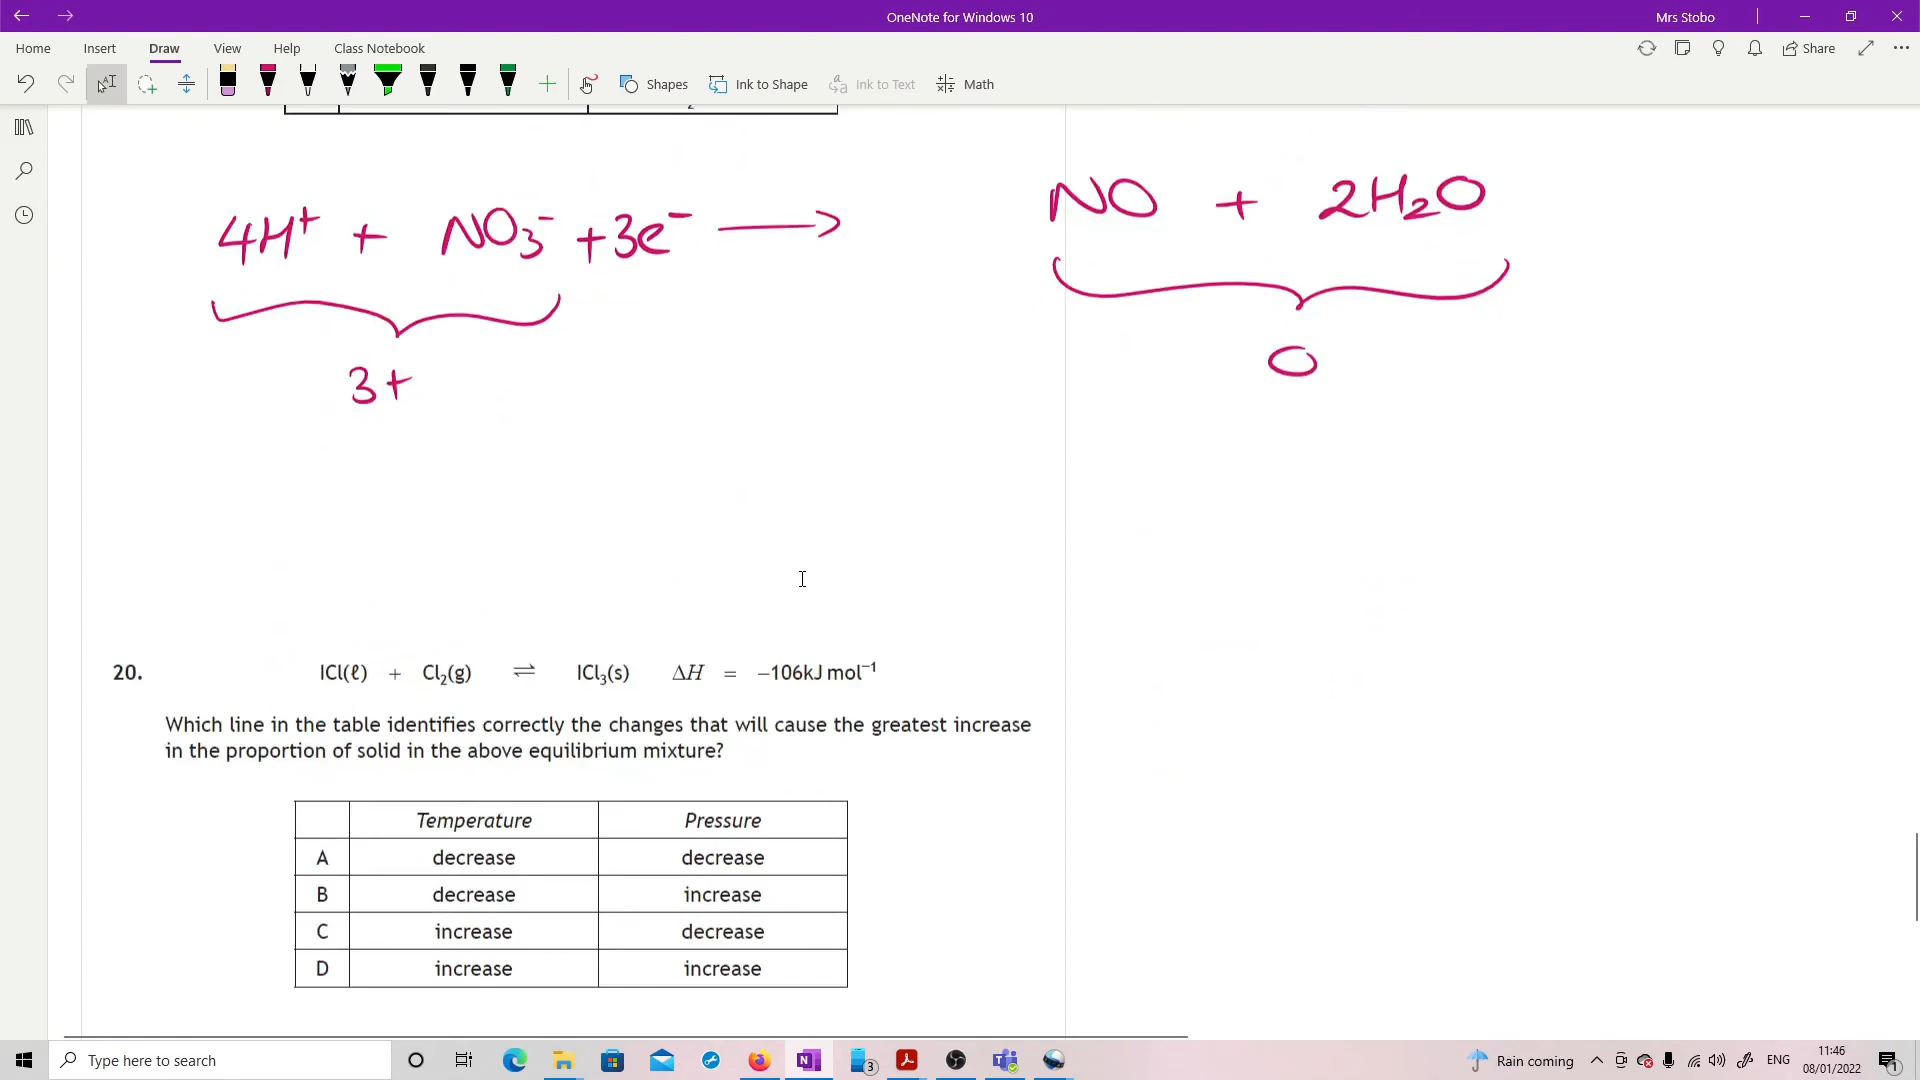 OneNote for Windows 10
Mrs Stobo
Home Insert Draw View Help Class Notebook
Share
Shapes Ink to Shape Ink to Text Math
2
4H⁺ + NO₃⁻ + 3e⁻ → NO + 2H₂O
3+
0
20. ICl(ℓ) + Cl₂(g) ⇌ ICl₃(s) ΔH = −106kJ mol⁻¹
Which line in the table identifies correctly the changes that will cause the greatest increase
in the proportion of solid in the above equilibrium mixture?
Temperature Pressure
A decrease decrease
B decrease increase
C increase decrease
D increase increase
Type here to search
3
Rain coming
ENG
11:46
08/01/2022
1